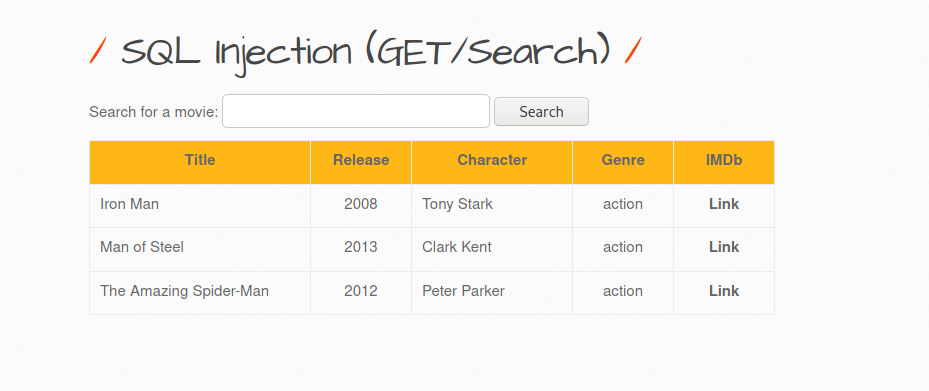 / SQL Injection (GET/Search) /
Search for a movie: Search
Title Release Character Genre IMDb
Iron Man 2008 Tony Stark action Link
Man of Steel 2013 Clark Kent action Link
The Amazing Spider-Man 2012 Peter Parker action Link